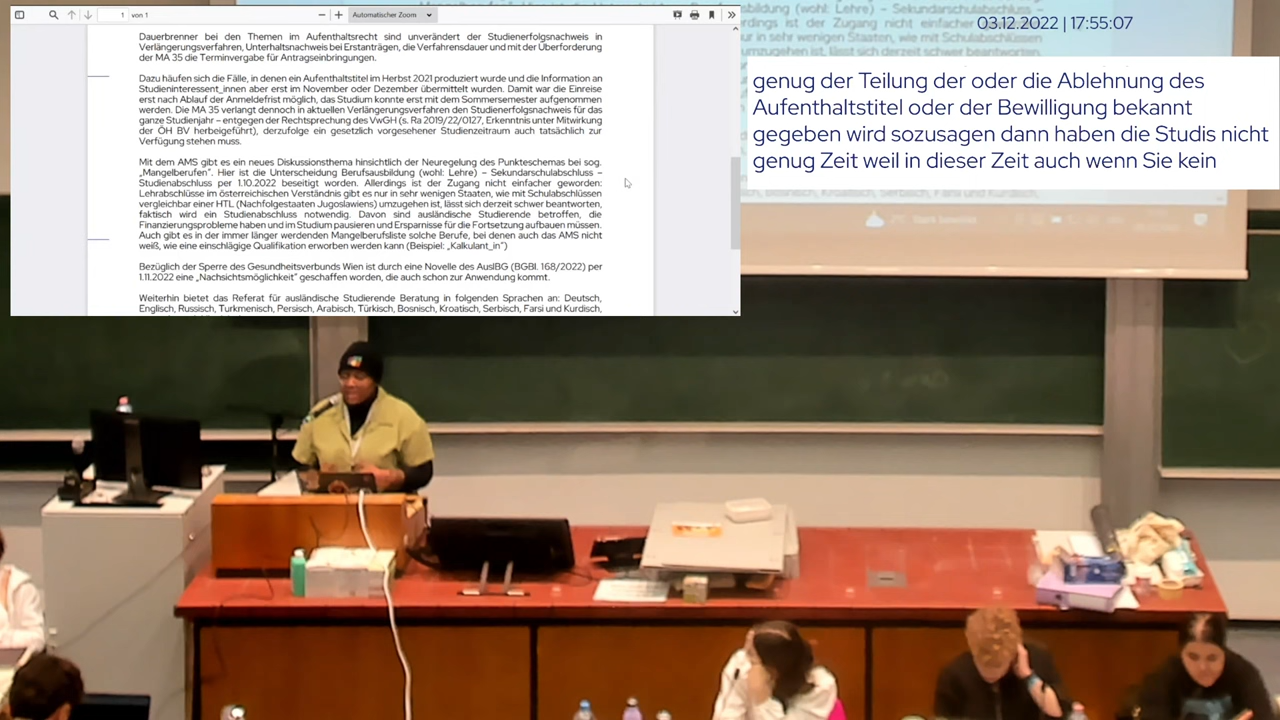 1 von 1
Automatischer Zoom
03.12.2022 | 17:55:07
Dauerbrenner bei den Themen im Aufenthaltsrecht sind unverändert der Studienerfolgsnachweis in
Verlängerungsverfahren, Unterhaltsnachweis bei Erstanträgen, die Verfahrensdauer und mit der Überforderung
der MA 35 die Terminvergabe für Antragseinbringungen.
Dazu häufen sich die Fälle, in denen ein Aufenthaltstitel im Herbst 2021 produziert wurde und die Information an
Studieninteressent_innen aber erst im November oder Dezember übermittelt wurden. Damit war die Einreise
erst nach Ablauf der Anmeldefrist möglich, das Studium konnte erst mit dem Sommersemester aufgenommen
werden. Die MA 35 verlangt dennoch in aktuellen Verlängerungsverfahren den Studienerfolgsnachweis für das
ganze Studienjahr – entgegen der Rechtsprechung des VwGH (s. Ra 2019/22/0127, Erkenntnis unter Mitwirkung
der ÖH BV herbeigeführt), derzufolge ein gesetzlich vorgesehener Studienzeitraum auch tatsächlich zur
Verfügung stehen muss.
Mit dem AMS gibt es ein neues Diskussionsthema hinsichtlich der Neuregelung des Punkteschemas bei sog.
„Mangelberufen“. Hier ist die Unterscheidung Berufsausbildung (wohl: Lehre) – Sekundarschulabschluss –
Studienabschluss per 1.10.2022 beseitigt worden. Allerdings ist der Zugang nicht einfacher geworden:
Lehrabschlüsse im österreichischen Verständnis gibt es nur in sehr wenigen Staaten, wie mit Schulabschlüssen
vergleichbar einer HTL (Nachfolgestaaten Jugoslawiens) umzugehen ist, lässt sich derzeit schwer beantworten,
faktisch wird ein Studienabschluss notwendig. Davon sind ausländische Studierende betroffen, die
Finanzierungsprobleme haben und im Studium pausieren und Ersparnisse für die Fortsetzung aufbauen müssen.
Auch gibt es in der immer länger werdenden Mangelberufsliste solche Berufe, bei denen auch das AMS nicht
weiß, wie eine einschlägige Qualifikation erworben werden kann (Beispiel: „Kalkulant_in“)
Bezüglich der Sperre des Gesundheitsverbunds Wien ist durch eine Novelle des AuslBG (BGBl. 168/2022) per
1.11.2022 eine „Nachsichtsmöglichkeit“ geschaffen worden, die auch schon zur Anwendung kommt.
Weiterhin bietet das Referat für ausländische Studierende Beratung in folgenden Sprachen an: Deutsch,
Englisch, Russisch, Turkmenisch, Persisch, Arabisch, Türkisch, Bosnisch, Kroatisch, Serbisch, Farsi und Kurdisch,
genug der Teilung der oder die Ablehnung des
Aufenthaltstitel oder der Bewilligung bekannt
gegeben wird sozusagen dann haben die Studis nicht
genug Zeit weil in dieser Zeit auch wenn Sie kein